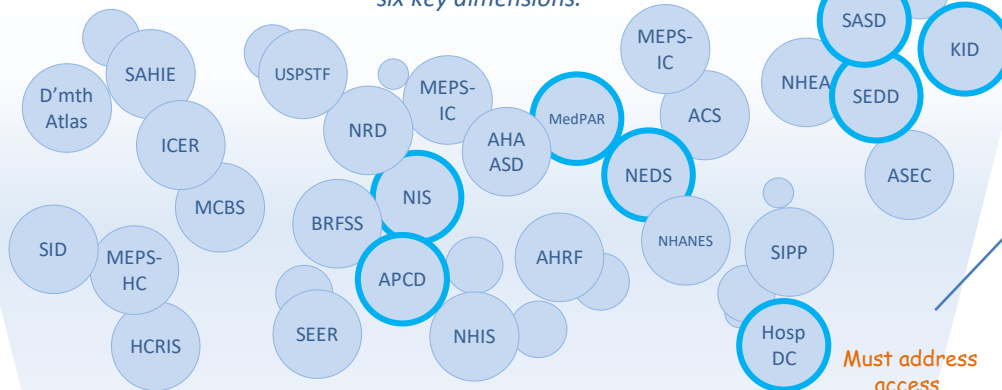 six key dimensions.
SASD
KID
MEPS-
IC
SAHIE
USPSTF
NHEA
SEDD
D'mth
Atlas
MEPS-
IC
MedPAR
ACS
NRD
AHA
ASD
ICER
NEDS
ASEC
NIS
MCBS
BRFSS
NHANES
SID
MEPS-
HC
AHRF
SIPP
APCD
SEER
NHIS
HCRIS
Hosp
DC
Must address
access